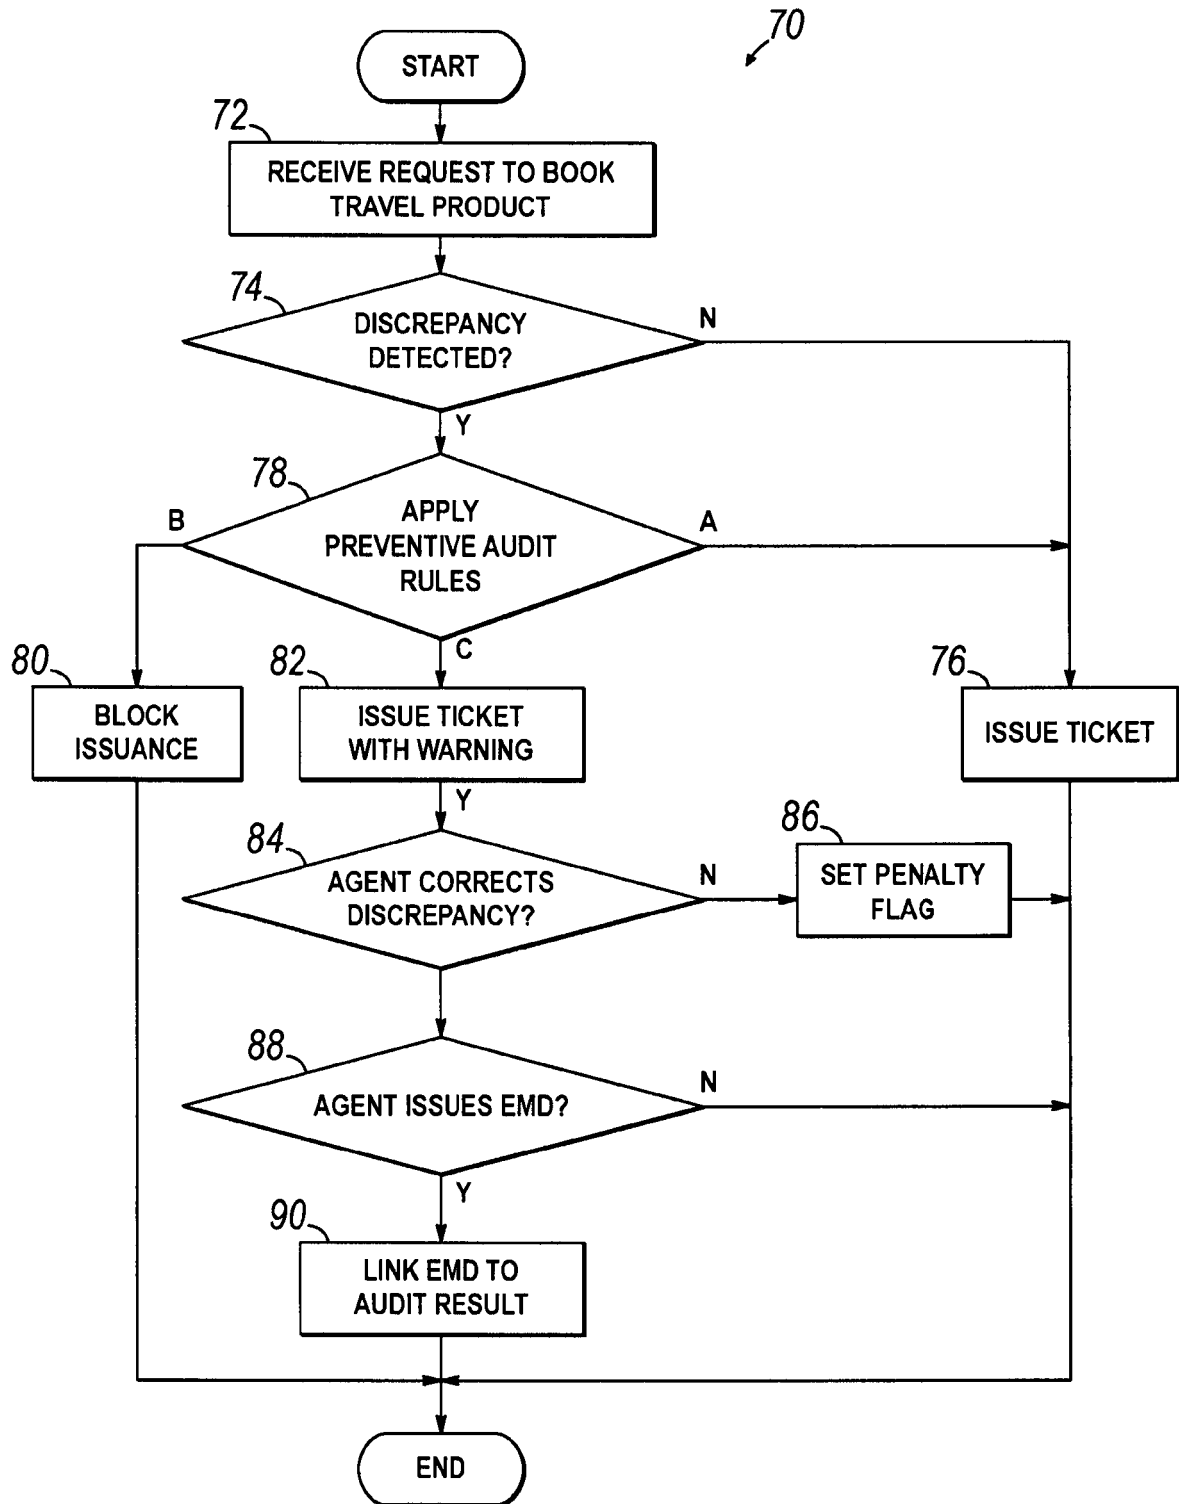 70
START
72
RECEIVE REQUEST TO BOOK
TRAVEL PRODUCT
74
DISCREPANCY
DETECTED?
N
Y
78
APPLY
PREVENTIVE AUDIT
RULES
B
A
C
80
BLOCK
ISSUANCE
82
ISSUE TICKET
WITH WARNING
76
ISSUE TICKET
Y
84
AGENT CORRECTS
DISCREPANCY?
N
86
SET PENALTY
FLAG
88
AGENT ISSUES EMD?
N
Y
90
LINK EMD TO
AUDIT RESULT
END